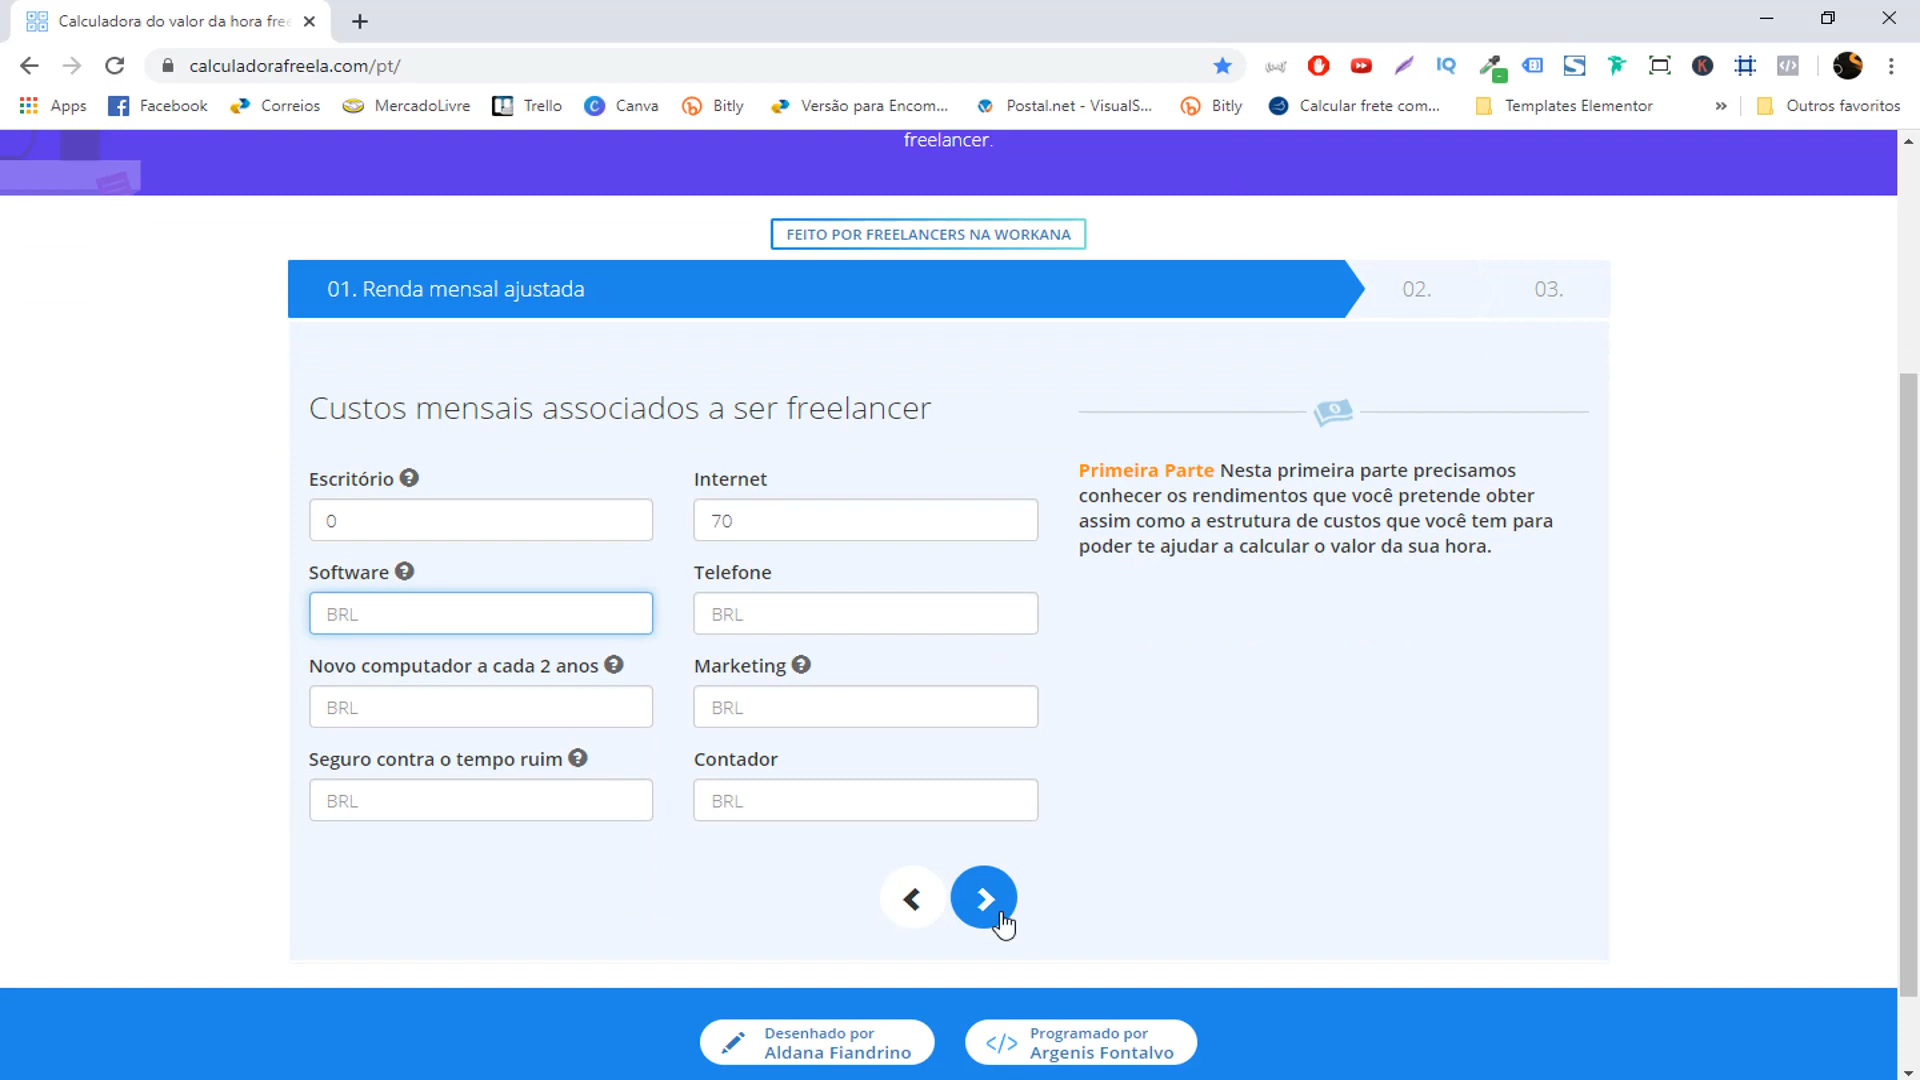 Calculadora do valor da hora free
calculadorafreela.com/pt/
IQ
K
Apps
Facebook
Correios
MercadoLivre
Trello
Canva
Bitly
Versão para Encom...
Postal.net - VisualS...
Bitly
Calcular frete com...
Templates Elementor
»
Outros favoritos
freelancer.
FEITO POR FREELANCERS NA WORKANA
01. Renda mensal ajustada
02.
03.
Custos mensais associados a ser freelancer
Escritório
Internet
0
70
Software
Telefone
BRL
BRL
Novo computador a cada 2 anos
Marketing
BRL
BRL
Seguro contra o tempo ruim
Contador
BRL
BRL
Primeira Parte Nesta primeira parte precisamos
conhecer os rendimentos que você pretende obter
assim como a estrutura de custos que você tem para
poder te ajudar a calcular o valor da sua hora.
Desenhado por
Aldana Fiandrino
Programado por
Argenis Fontalvo